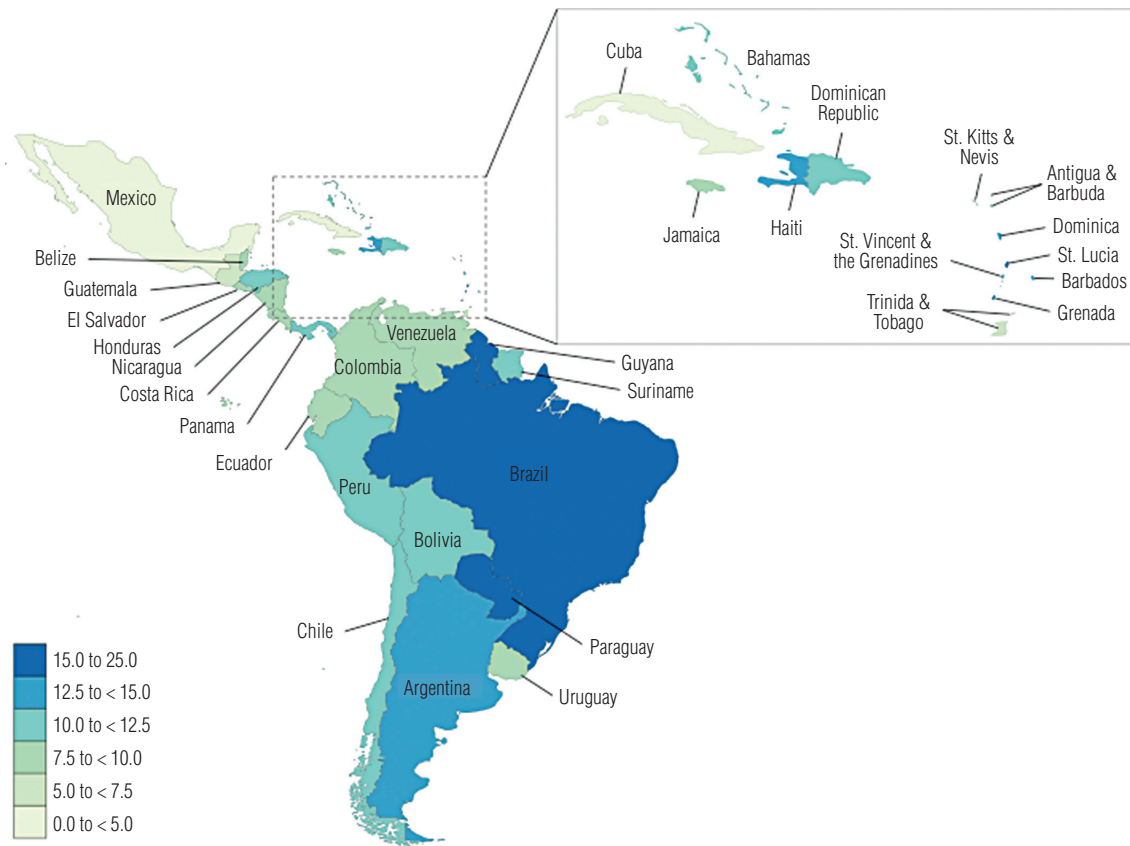 Cuba
Bahamas
Dominican
Republic
St. Kitts &
Nevis
Antigua &
Barbuda
Mexico
Dominica
Jamaica
Haiti
St. Vincent &
the Grenadines
St. Lucia
Belize
Barbados
Guatemala
Trinida &
Tobago
Grenada
El Salvador
Honduras
Venezuela
Nicaragua
Colombia
Guyana
Costa Rica
Suriname
Panama
Ecuador
Brazil
Peru
Bolivia
Chile
Paraguay
Argentina
Uruguay
15.0 to 25.0
12.5 to < 15.0
10.0 to < 12.5
7.5 to < 10.0
5.0 to < 7.5
0.0 to < 5.0